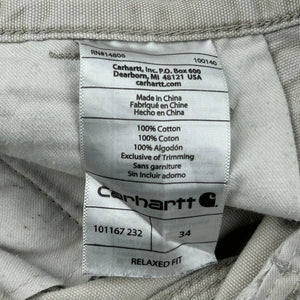 RN#14806 100140
Carhartt, Inc. P.O. Box 600
Dearborn, MI 48121 USA
carhartt.com
Made in China
Fabriqué en Chine
Hecho en China
100% Cotton
100% Coton
100% Algodón
Exclusive of Trimming
Sans garniture
Sin Incluir adorno
carhartt
101167 232 34
RELAXED FIT